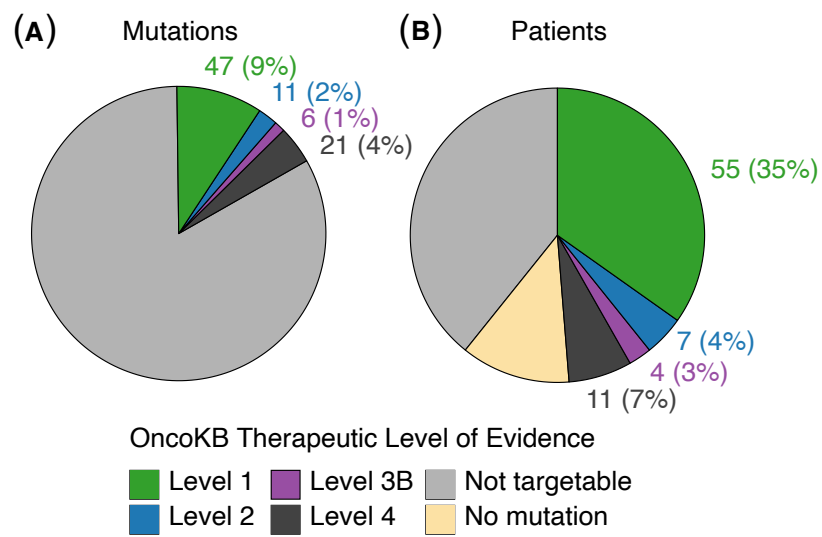 (A) Mutations
47 (9%)
11 (2%)
6 (1%)
21 (4%)
(B) Patients
55 (35%)
7 (4%)
4 (3%)
11 (7%)
OncoKB Therapeutic Level of Evidence
Level 1
Level 3B
Not targetable
Level 2
Level 4
No mutation